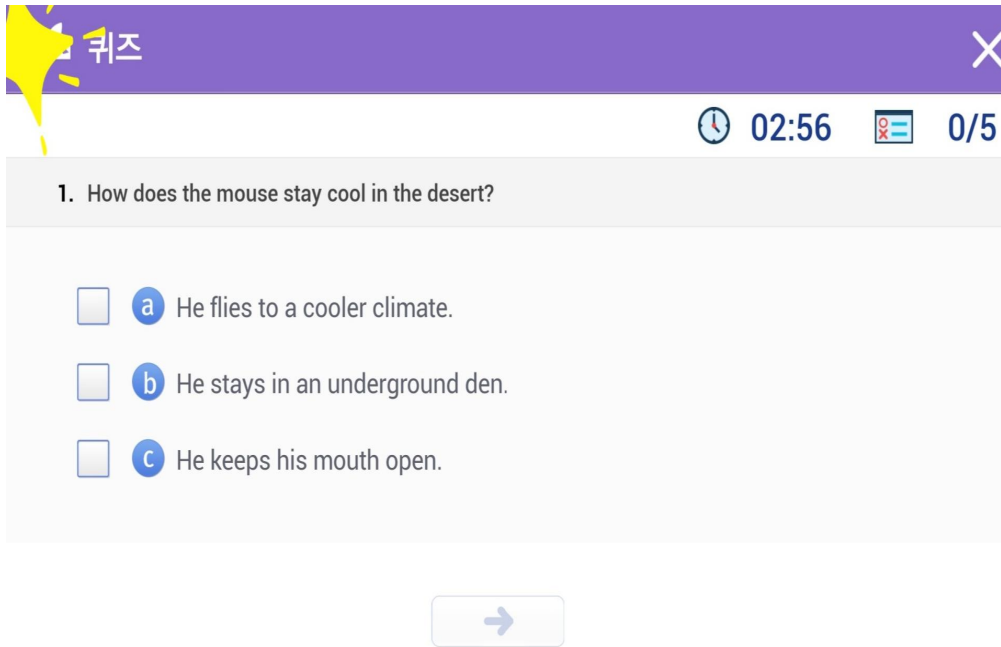 퀴즈
02:56 0/5
1. How does the mouse stay cool in the desert?
a He flies to a cooler climate.
b He stays in an underground den.
c He keeps his mouth open.